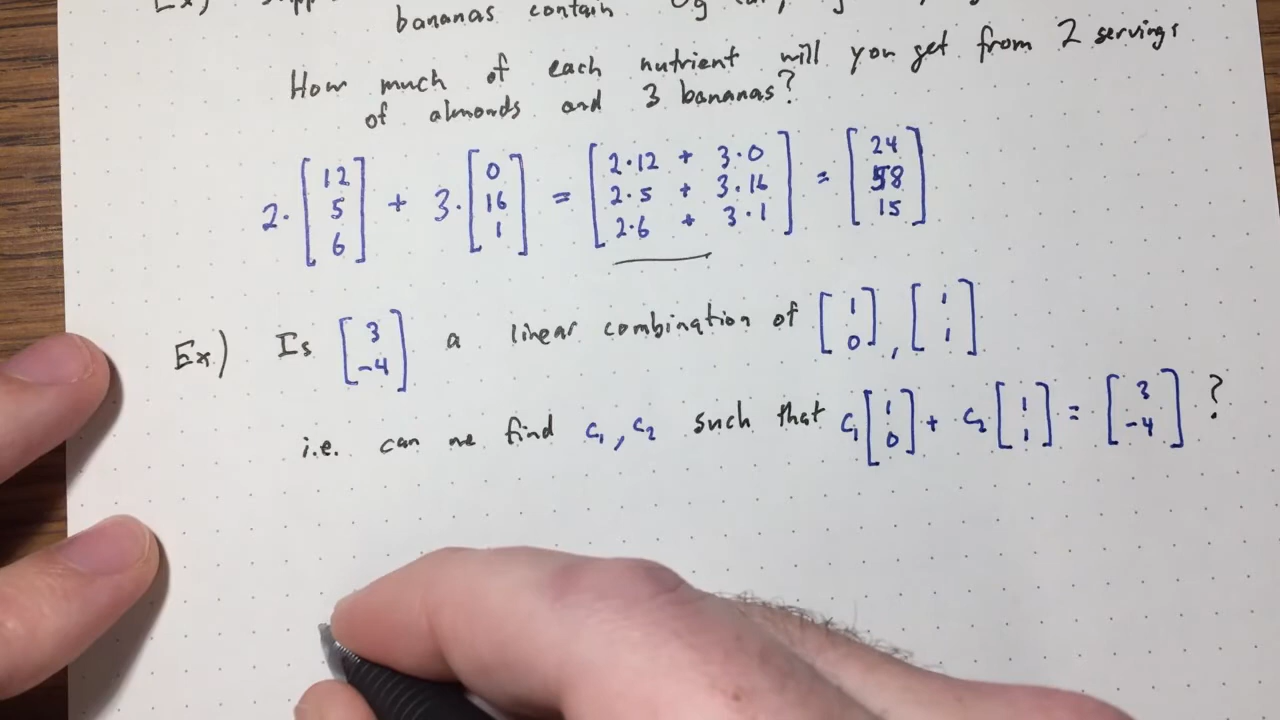 Ex)
bananas contain 0g
How much of each nutrient will you get from 2 servings
of almonds and 3 bananas?
2·[12 5 6] + 3·[0 16 1] = [2·12 + 3·0 2·5 + 3·16 2·6 + 3·1] = [24 58 15]
Ex) Is [3 -4] a linear combination of [1 0], [1 1]
i.e. can we find c₁, c₂ such that c₁[1 0] + c₂[1 1] = [3 -4] ?